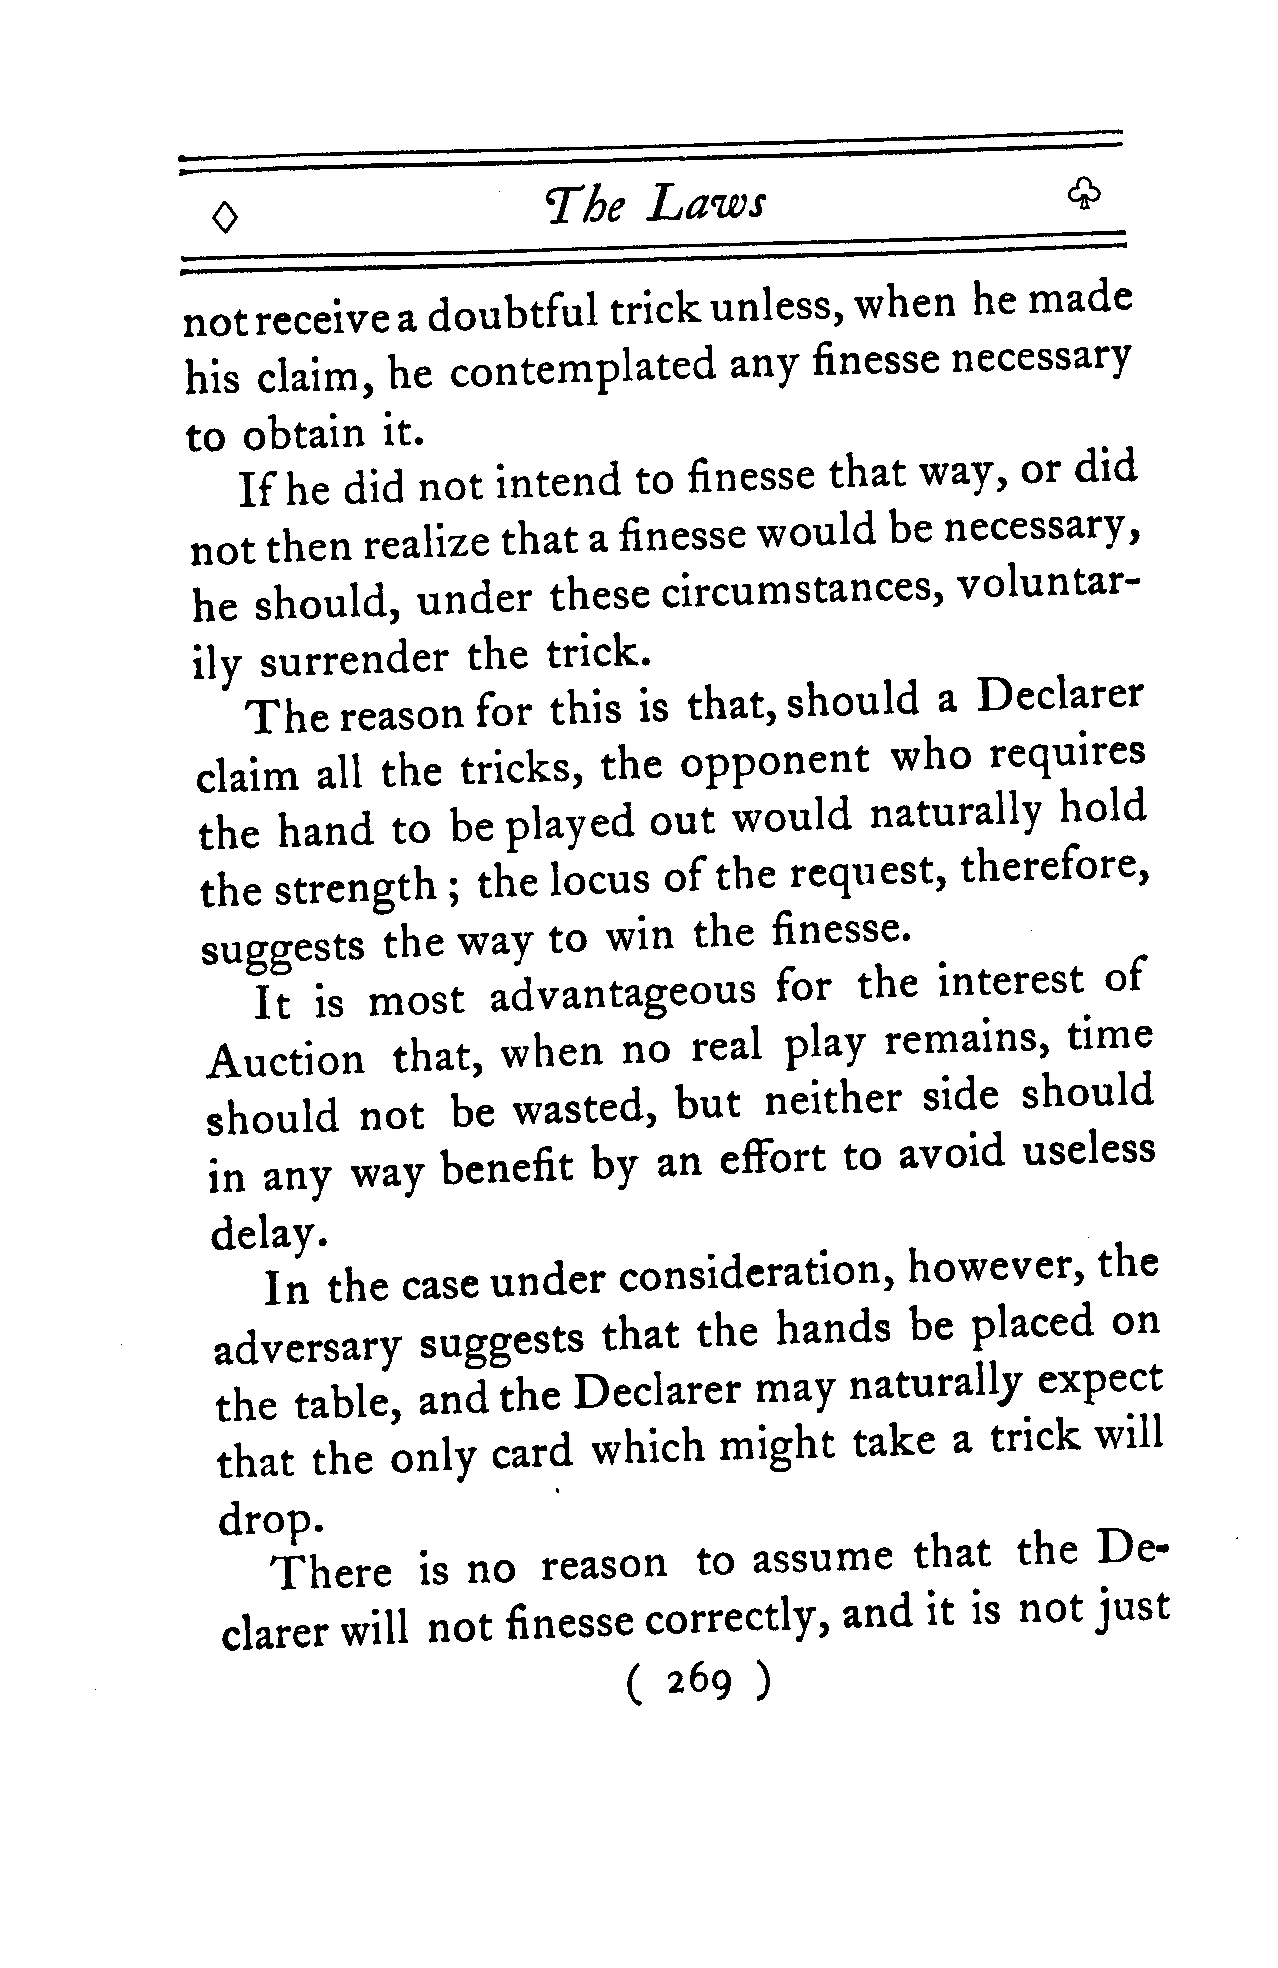 The Laws
not receive a doubtful trick unless, when he made
his claim, he contemplated any finesse necessary
to obtain it.
If he did not intend to finesse that way, or did
not then realize that a finesse would be necessary,
he should, under these circumstances, voluntar-
ily surrender the trick.
The reason for this is that, should a Declarer
claim all the tricks, the opponent who requires
the hand to be played out would naturally hold
the strength ; the locus of the request, therefore,
suggests the way to win the finesse.
It is most advantageous for the interest of
Auction that, when no real play remains, time
should not be wasted, but neither side should
in any way benefit by an effort to avoid useless
delay.
In the case under consideration, however, the
adversary suggests that the hands be placed on
the table, and the Declarer may naturally expect
that the only card which might take a trick will
drop.
There is no reason to assume that the De-
clarer will not finesse correctly, and it is not just
( 269 )